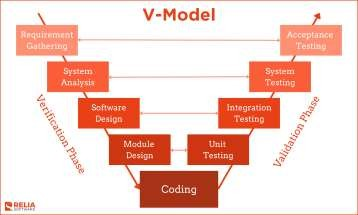 V-Model
Requirement
Gathering
Acceptance
Testing
System
Analysis
System
Testing
Software
Design
Integration
Testing
Module
Design
Unit
Testing
Coding
Verification Phase
Validation Phase
RELIA
SOFTWARE